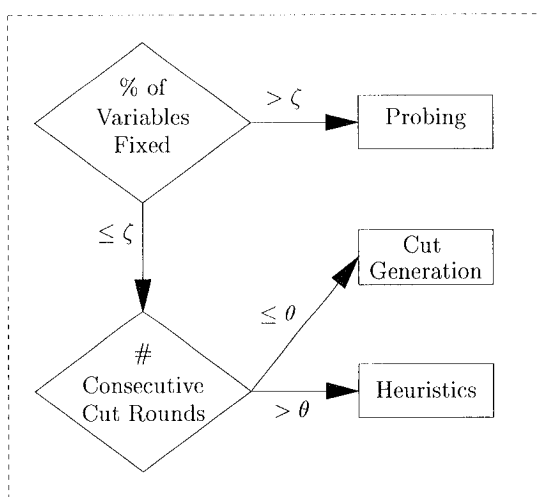 % of
Variables
Fixed
> ζ
Probing
≤ ζ
Cut
Generation
≤ θ
#
Consecutive
Cut Rounds
> θ
Heuristics